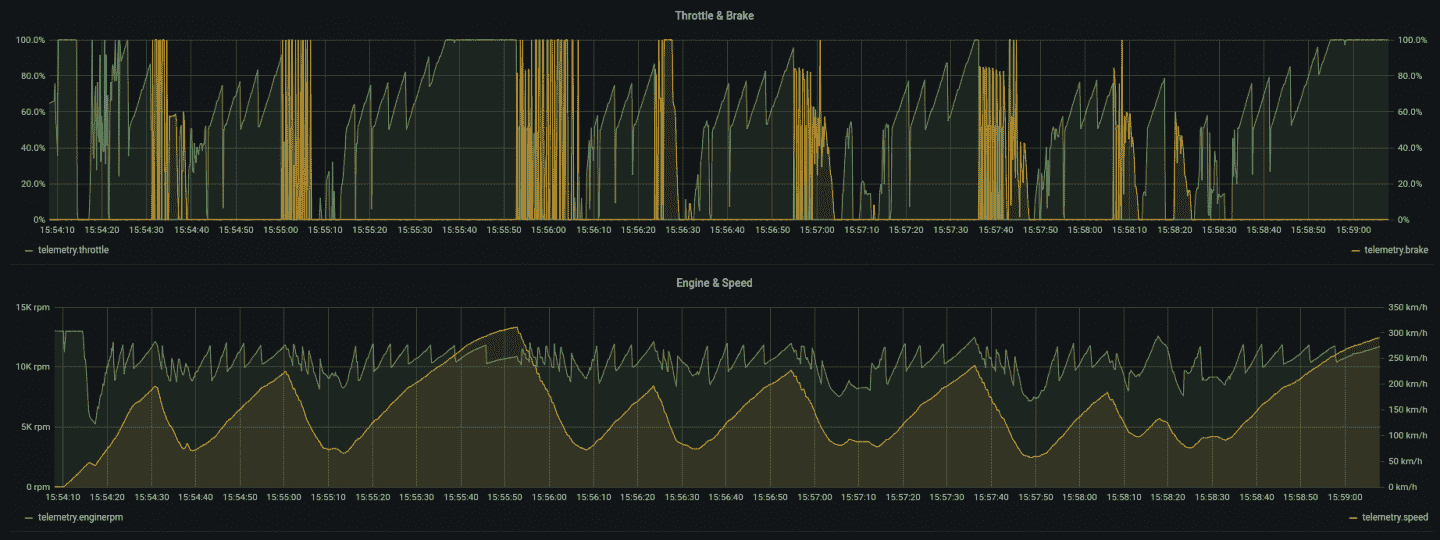 Throttle & Brake
100.0% 100.0%
80.0% 80.0%
60.0% 60.0%
40.0% 40.0%
20.0% 20.0%
0% 0%
15:54:10 15:54:20 15:54:30 15:54:40 15:54:50 15:55:00 15:55:10 15:55:20 15:55:30 15:55:40 15:55:50 15:56:00 15:56:10 15:56:20 15:56:30 15:56:40 15:56:50 15:57:00 15:57:10 15:57:20 15:57:30 15:57:40 15:57:50 15:58:00 15:58:10 15:58:20 15:58:30 15:58:40 15:58:50 15:59:00
telemetry.throttle telemetry.brake
Engine & Speed
15K rpm 350 km/h
300 km/h
10K rpm 250 km/h
200 km/h
5K rpm 150 km/h
100 km/h
50 km/h
0 rpm 0 km/h
15:54:10 15:54:20 15:54:30 15:54:40 15:54:50 15:55:00 15:55:10 15:55:20 15:55:30 15:55:40 15:55:50 15:56:00 15:56:10 15:56:20 15:56:30 15:56:40 15:56:50 15:57:00 15:57:10 15:57:20 15:57:30 15:57:40 15:57:50 15:58:00 15:58:10 15:58:20 15:58:30 15:58:40 15:58:50 15:59:00
telemetry.enginerpm telemetry.speed